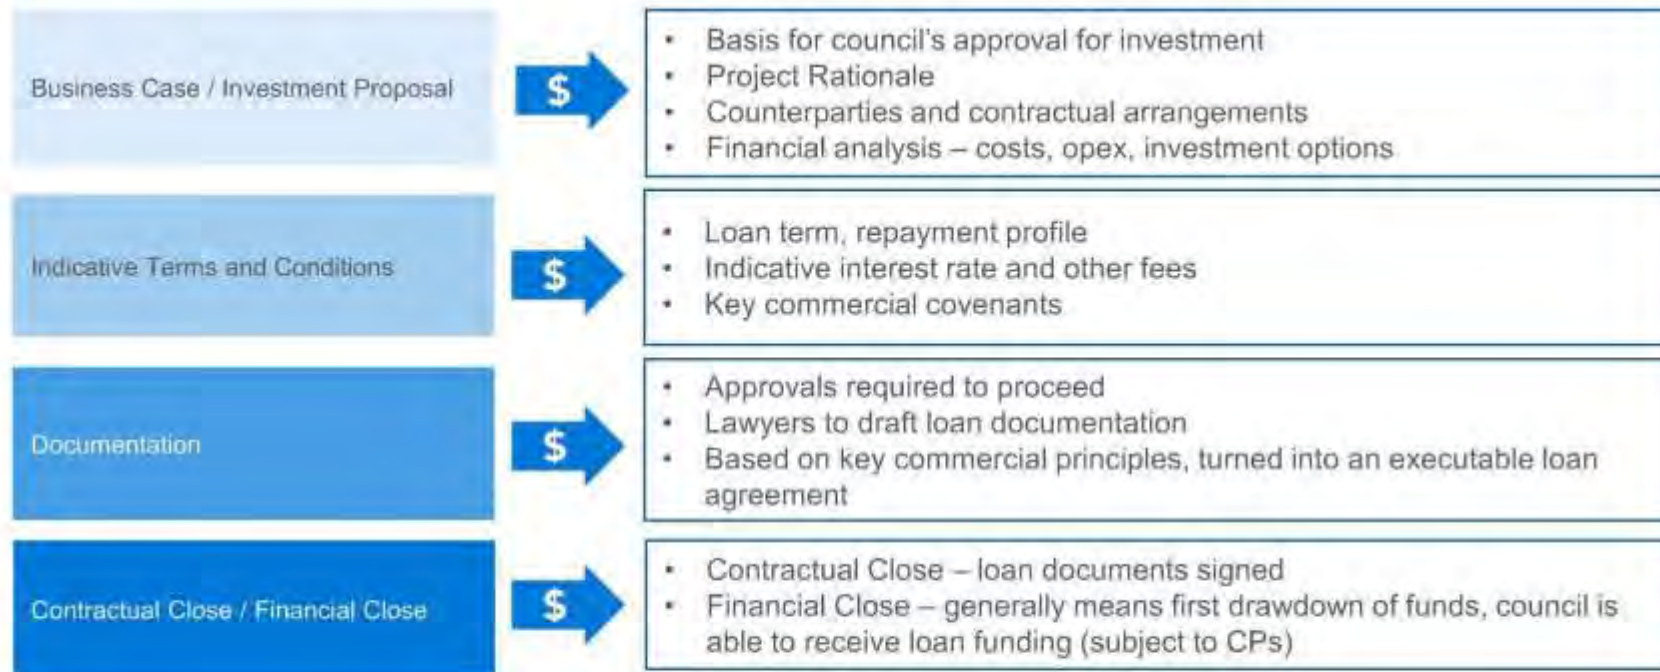 Business Case / Investment Proposal
$
• Basis for council's approval for investment
• Project Rationale
• Counterparties and contractual arrangements
• Financial analysis – costs, opex, investment options
Indicative Terms and Conditions
$
• Loan term, repayment profile
• Indicative interest rate and other fees
• Key commercial covenants
Documentation
$
• Approvals required to proceed
• Lawyers to draft loan documentation
• Based on key commercial principles, turned into an executable loan
agreement
Contractual Close / Financial Close
$
• Contractual Close – loan documents signed
• Financial Close – generally means first drawdown of funds, council is
able to receive loan funding (subject to CPs)